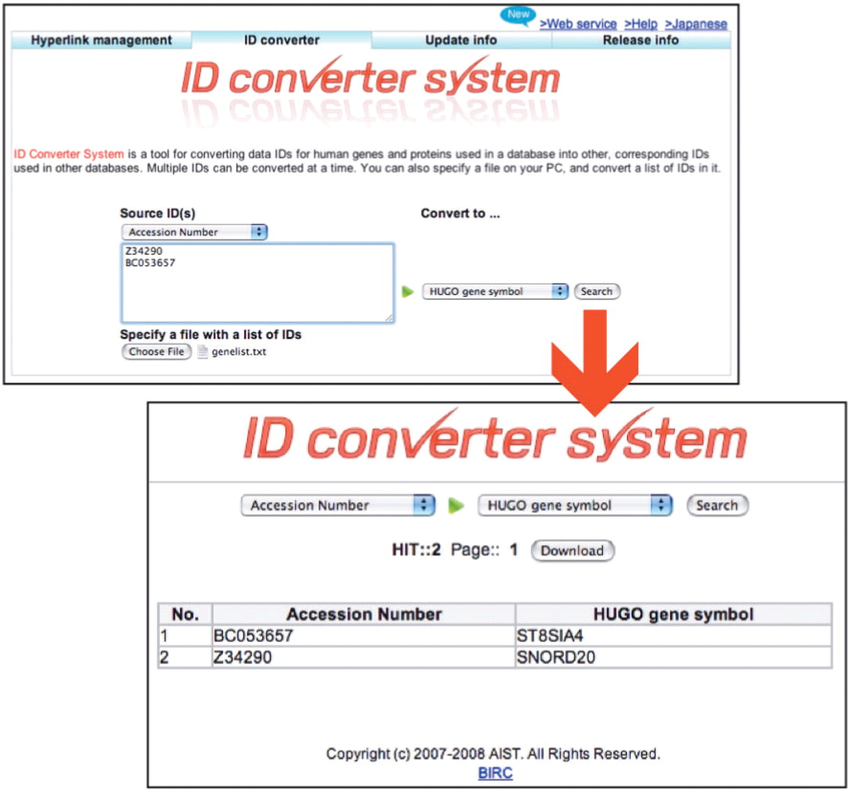 New
>Web service >Help >Japanese
Hyperlink management ID converter Update info Release info
ID converter system
ID Converter System is a tool for converting data IDs for human genes and proteins used in a database into other, corresponding IDs
used in other databases. Multiple IDs can be converted at a time. You can also specify a file on your PC, and convert a list of IDs in it.
Source ID(s) Convert to ...
Accession Number
Z34290
BC053657
HUGO gene symbol Search
Specify a file with a list of IDs
Choose File genelist.txt
ID converter system
Accession Number HUGO gene symbol Search
HIT::2 Page:: 1 Download
No. Accession Number HUGO gene symbol
1 BC053657 ST8SIA4
2 Z34290 SNORD20
Copyright (c) 2007-2008 AIST. All Rights Reserved.
BIRC